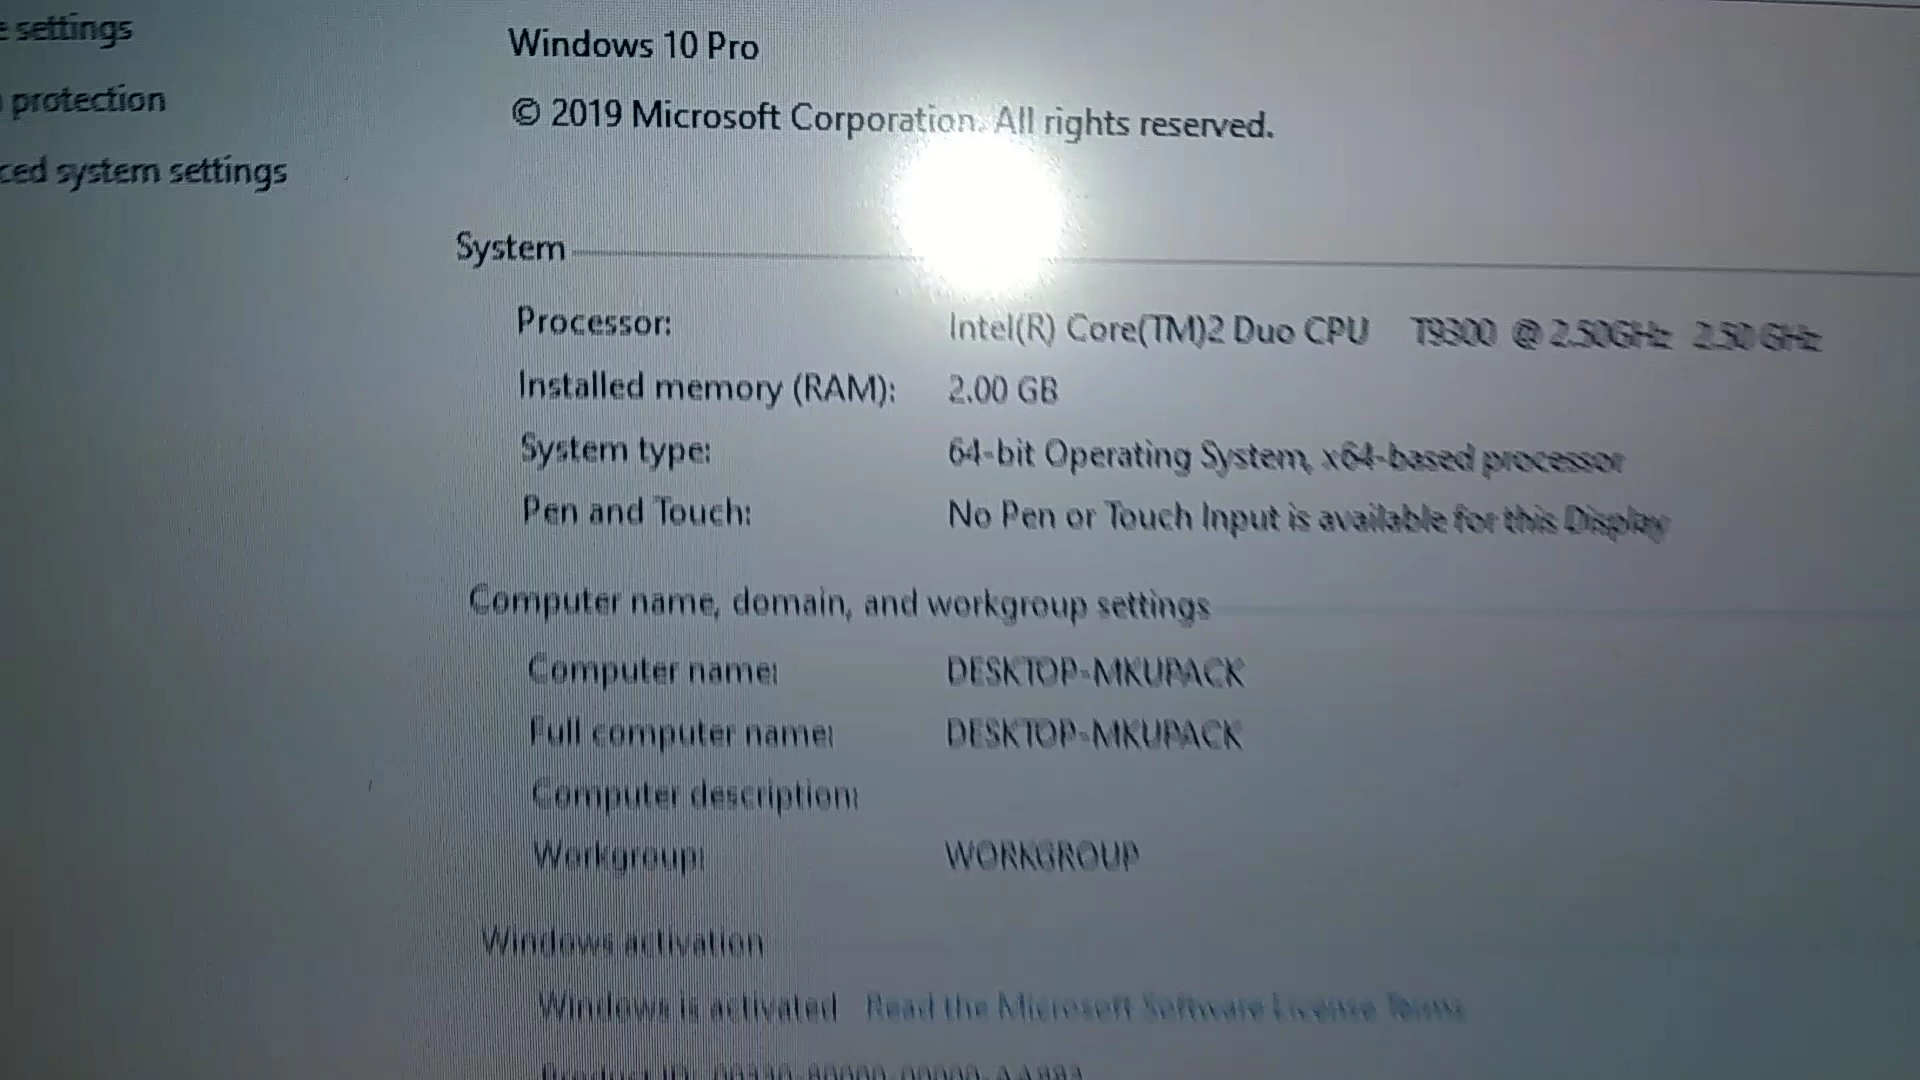 settings
protection
ced system settings
Windows 10 Pro
© 2019 Microsoft Corporation. All rights reserved.
System
Processor: Intel(R) Core(TM)2 Duo CPU T9300 @ 2.50GHz 2.50 GHz
Installed memory (RAM): 2.00 GB
System type: 64-bit Operating System, x64-based processor
Pen and Touch: No Pen or Touch Input is available for this Display
Computer name, domain, and workgroup settings
Computer name: DESKTOP-MKUPACK
Full computer name: DESKTOP-MKUPACK
Computer description:
Workgroup: WORKGROUP
Windows activation
Windows is activated Read the Microsoft Software License Terms
Product ID: